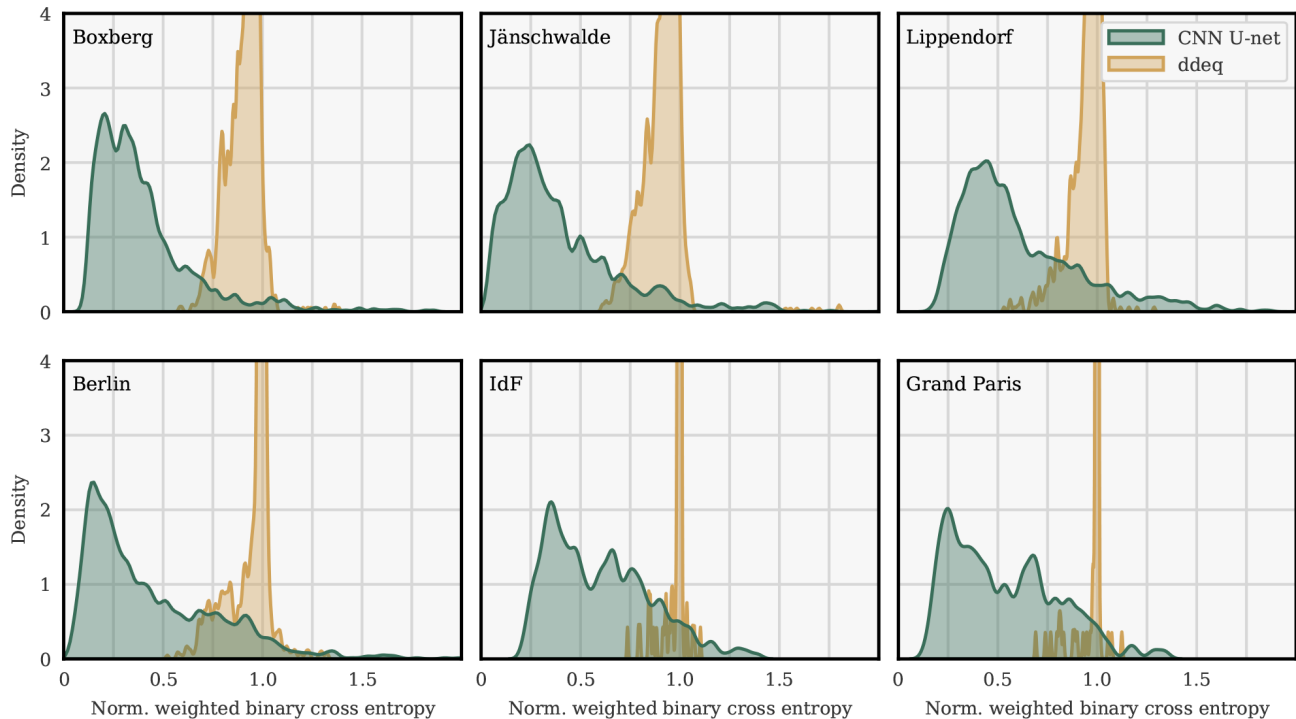 4
3
2
1
0
Density
Boxberg
Jänschwalde
Lippendorf
CNN U-net
ddeq
4
3
2
1
0
Density
Berlin
IdF
Grand Paris
0 0.5 1.0 1.5
0 0.5 1.0 1.5
0 0.5 1.0 1.5
Norm. weighted binary cross entropy
Norm. weighted binary cross entropy
Norm. weighted binary cross entropy